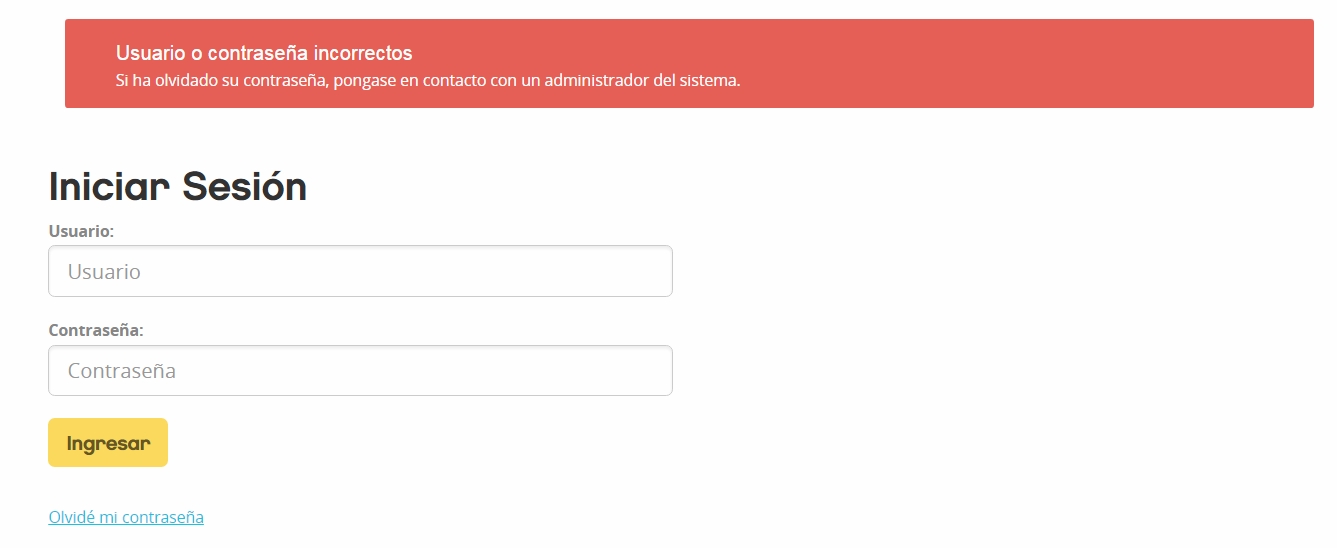 Usuario o contraseña incorrectos
Si ha olvidado su contraseña, pongase en contacto con un administrador del sistema.
Iniciar Sesión
Usuario:
Usuario
Contraseña:
Contraseña
Ingresar
Olvidé mi contraseña